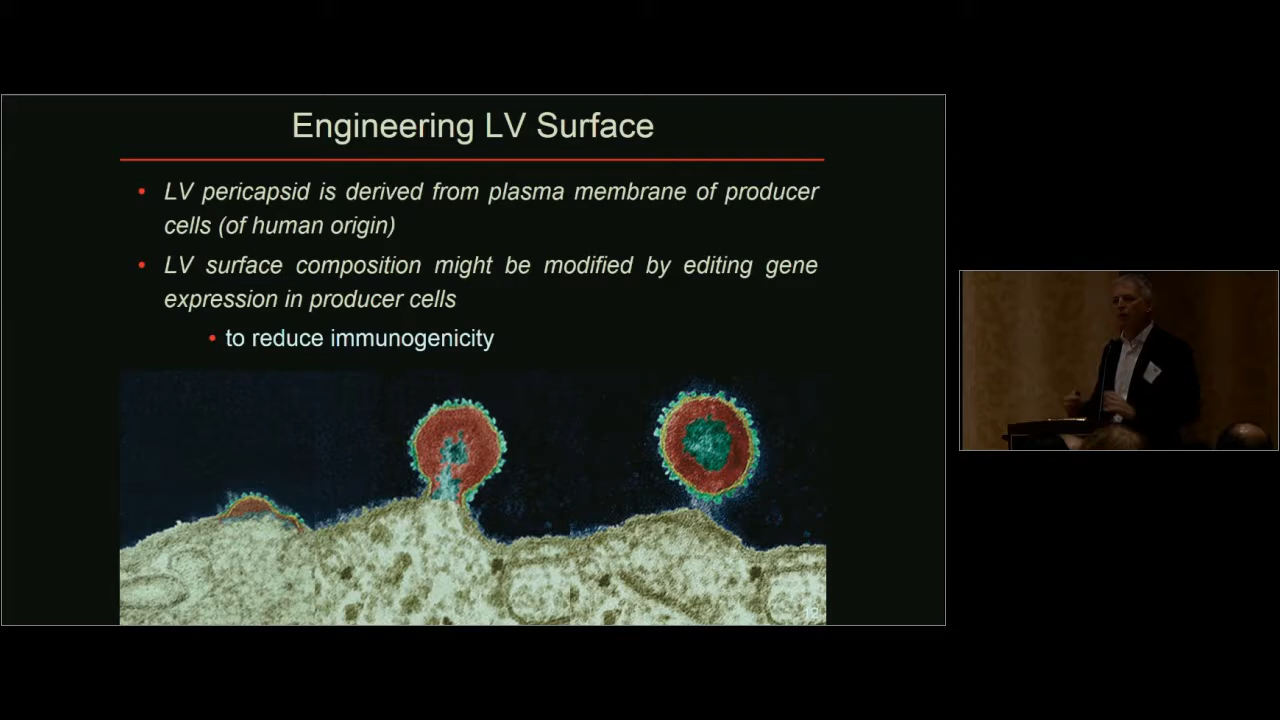 Engineering LV Surface
• LV pericapsid is derived from plasma membrane of producer
cells (of human origin)
• LV surface composition might be modified by editing gene
expression in producer cells
• to reduce immunogenicity